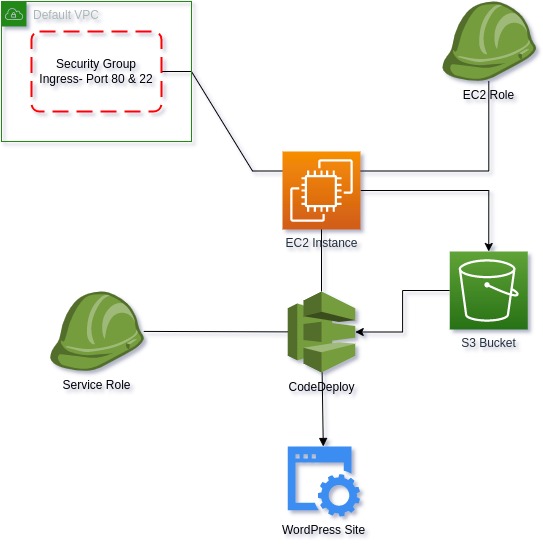 Default VPC
Security Group
Ingress- Port 80 & 22
EC2 Role
EC2 Instance
S3 Bucket
Service Role
CodeDeploy
WordPress Site